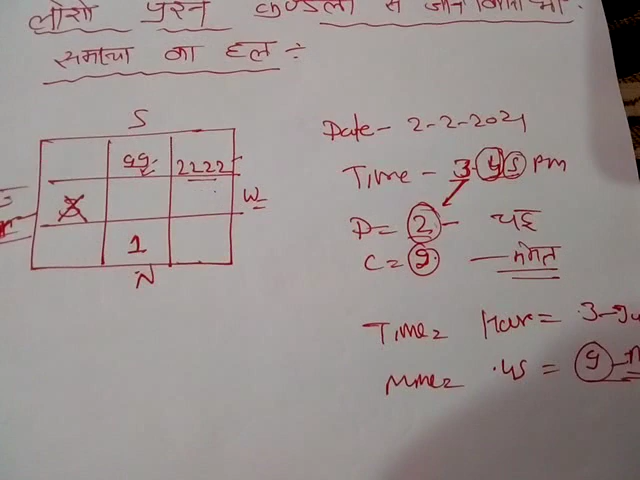 लोशो प्रश्न कुण्डली से जाने किसी भी
समस्या का हल ÷
S
99 2222
X W
1
N
Date - 2-2-2021
Time - 3.45 PM
D = 2 - चंद्र
C = 9 - मंगल
Time = Hour = 3 -
= .45 = 9 -